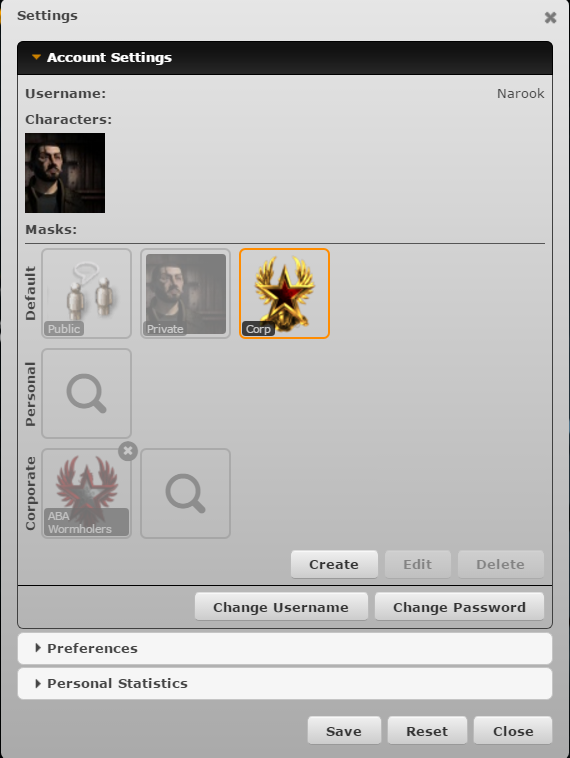 Settings
Account Settings
Username:
Narook
Characters:
Masks:
Default
Public
Private
Corp
Personal
Corporate
ABA
Wormholers
Create
Edit
Delete
Change Username
Change Password
Preferences
Personal Statistics
Save
Reset
Close